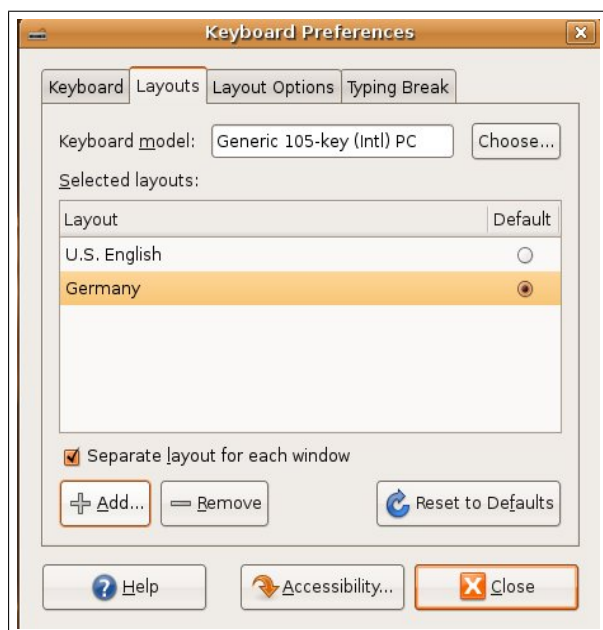 Keyboard Preferences
Keyboard Layouts Layout Options Typing Break
Keyboard model: Generic 105-key (Intl) PC Choose...
Selected layouts:
Layout Default
U.S. English
Germany
Separate layout for each window
Add... Remove Reset to Defaults
Help Accessibility... Close